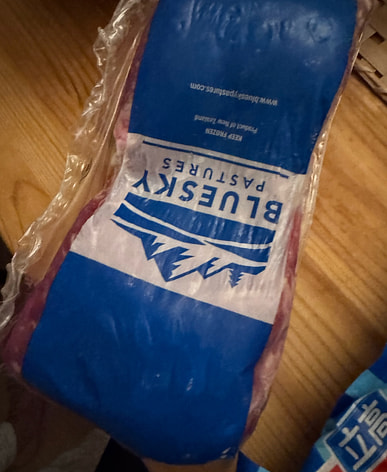 BLUESKY
PASTURES
KEEP FROZEN
Product of New Zealand
www.blueskypastures.com